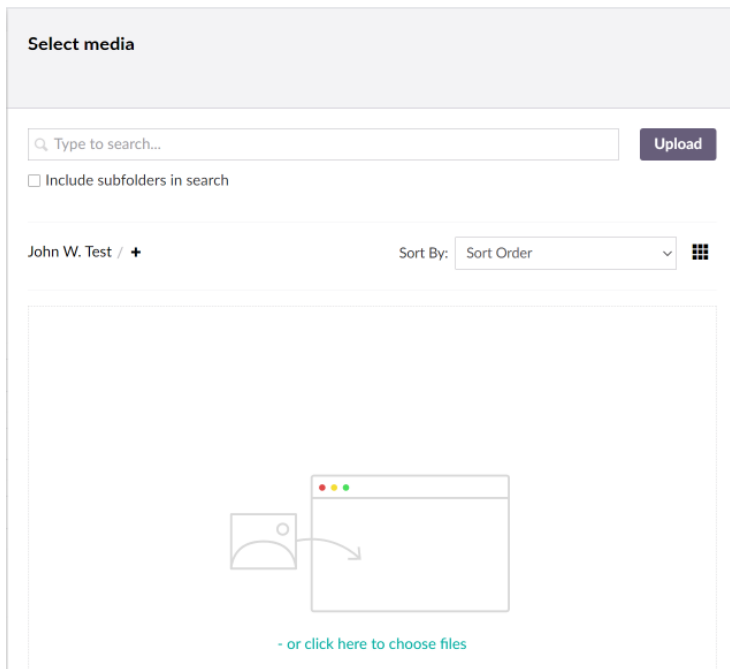 Select media
Type to search...
Upload
Include subfolders in search
John W. Test / +
Sort By: Sort Order
- or click here to choose files